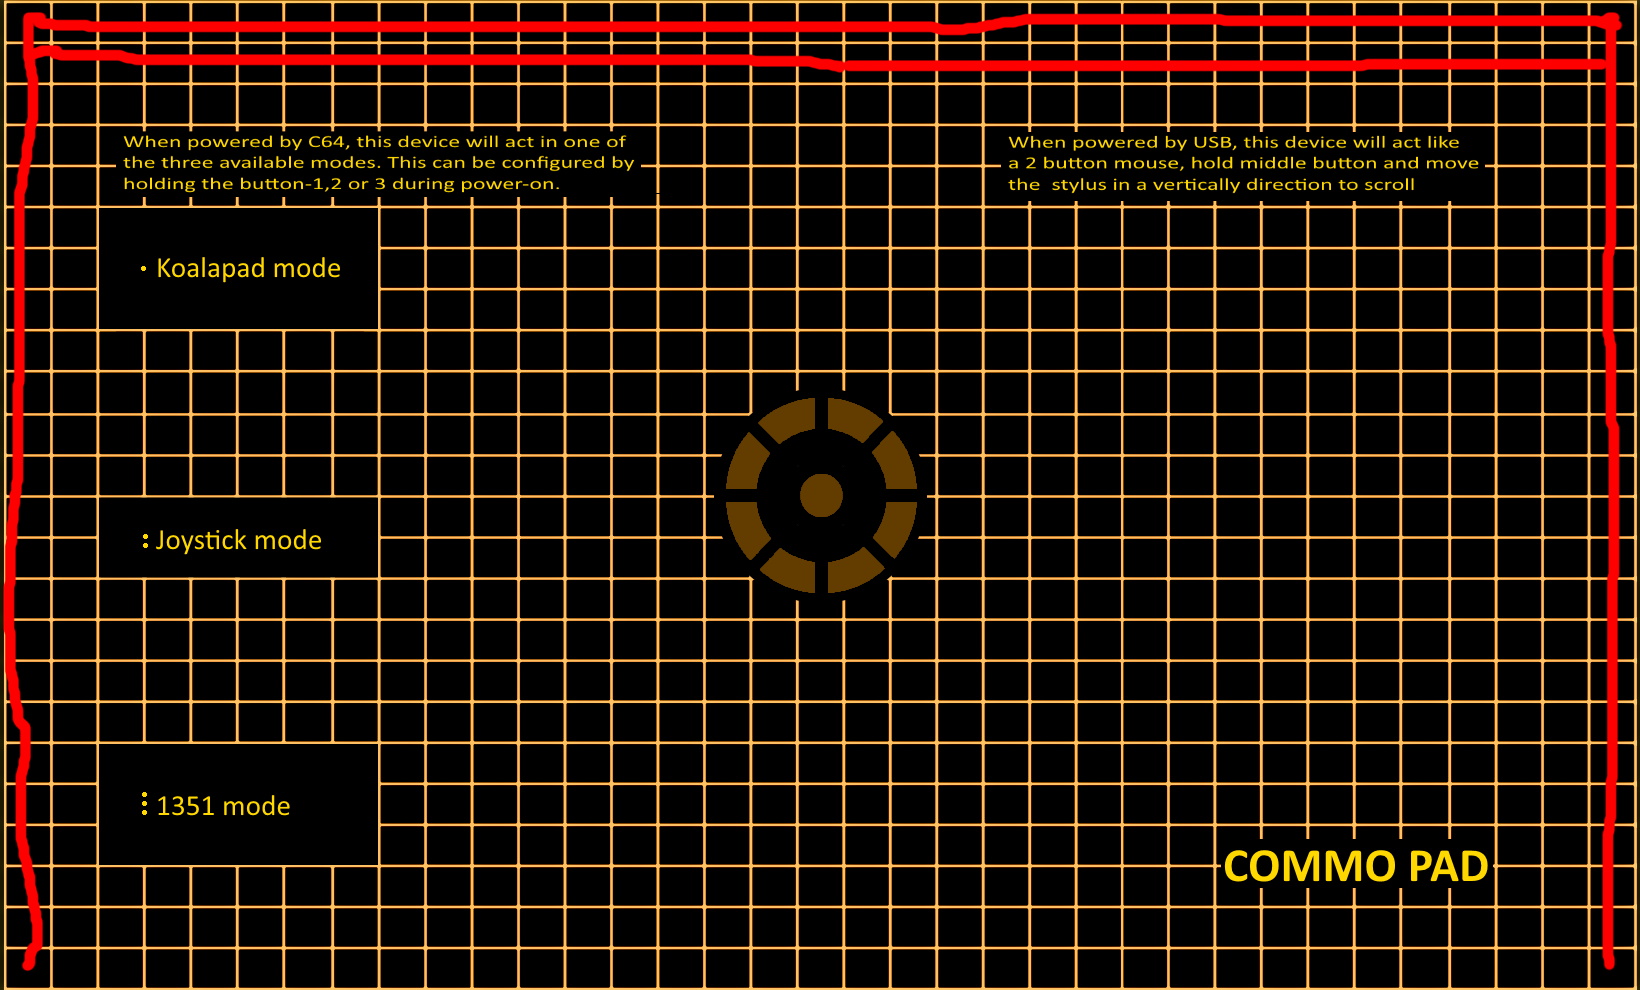 When powered by C64, this device will act in one of
the three available modes. This can be configured by
holding the button-1,2 or 3 during power-on.
When powered by USB, this device will act like
a 2 button mouse, hold middle button and move
the  stylus in a vertically direction to scroll
Koalapad mode
Joystick mode
1351 mode
COMMO PAD